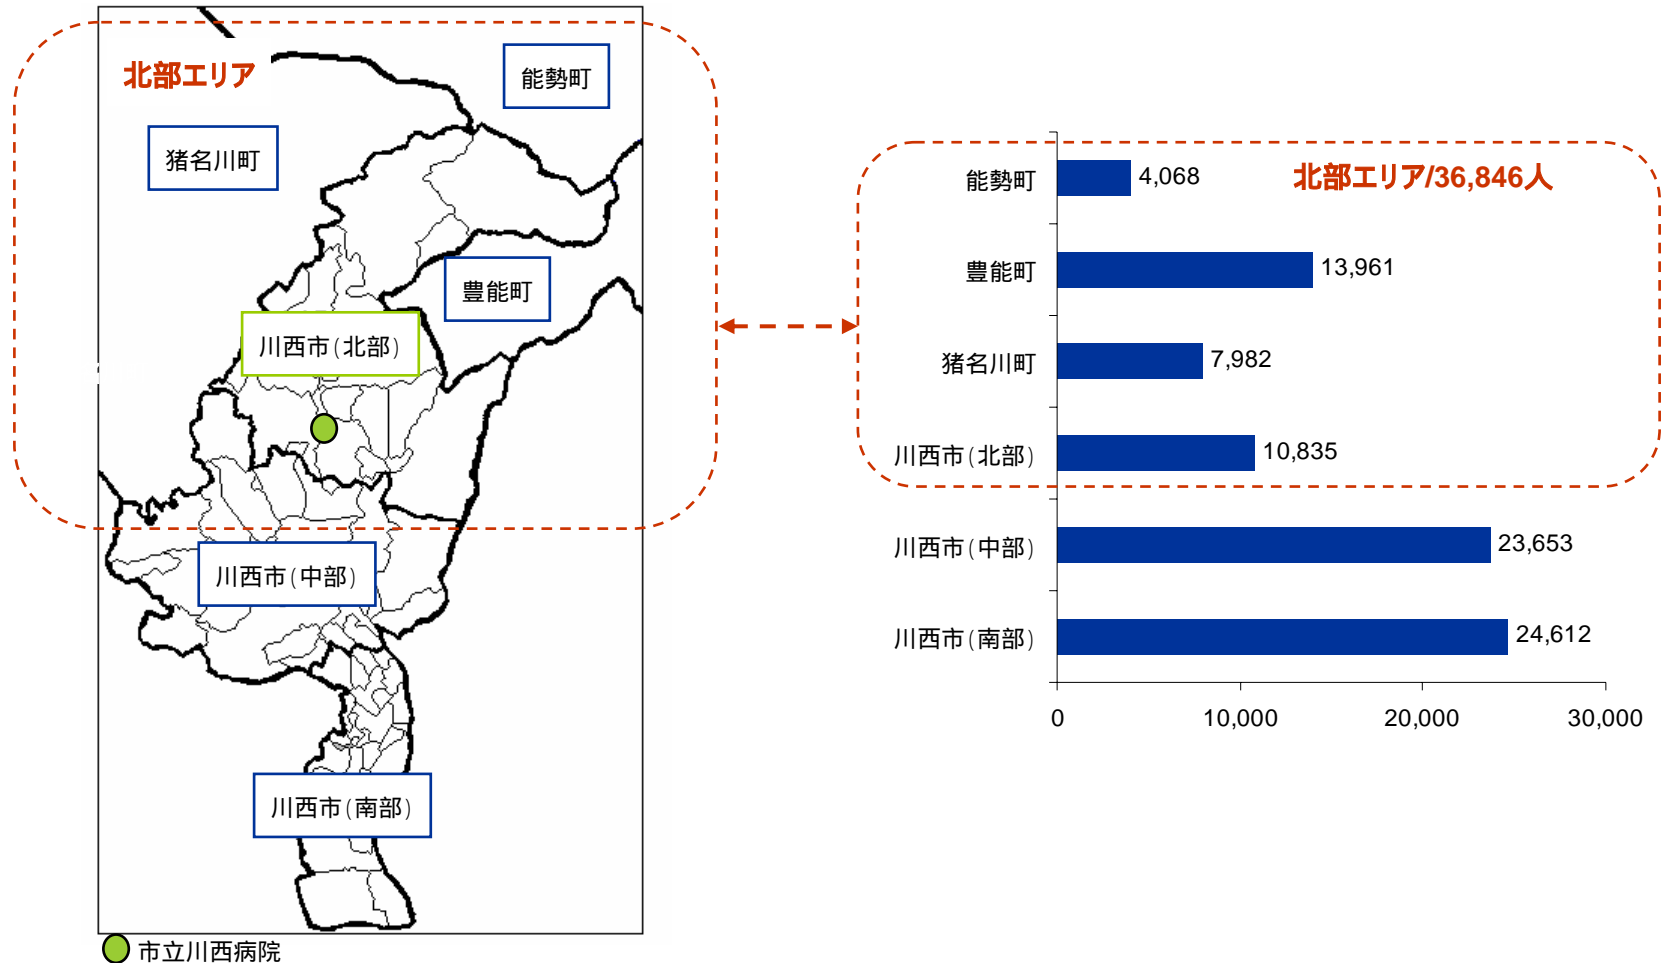 北部エリア
能勢町
猪名川町
豊能町
川西市(北部)
川西市(中部)
川西市(南部)
市立川西病院
北部エリア/36,846人
能勢町 4,068
豊能町 13,961
猪名川町 7,982
川西市(北部) 10,835
川西市(中部) 23,653
川西市(南部) 24,612
0 10,000 20,000 30,000